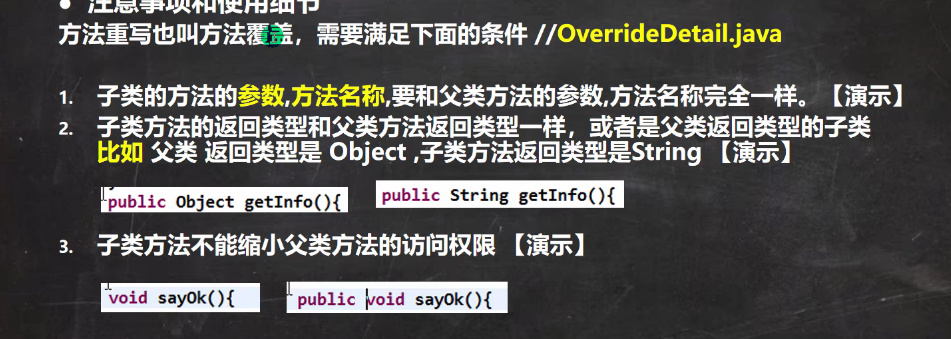 ● 注意事项和使用细节
方法重写也叫方法覆盖，需要满足下面的条件 //OverrideDetail.java
1. 子类的方法的参数,方法名称,要和父类方法的参数,方法名称完全一样。【演示】
2. 子类方法的返回类型和父类方法返回类型一样，或者是父类返回类型的子类
比如 父类 返回类型是 Object ,子类方法返回类型是String 【演示】
public Object getInfo(){ public String getInfo(){
3. 子类方法不能缩小父类方法的访问权限 【演示】
void sayOk(){ public void sayOk(){